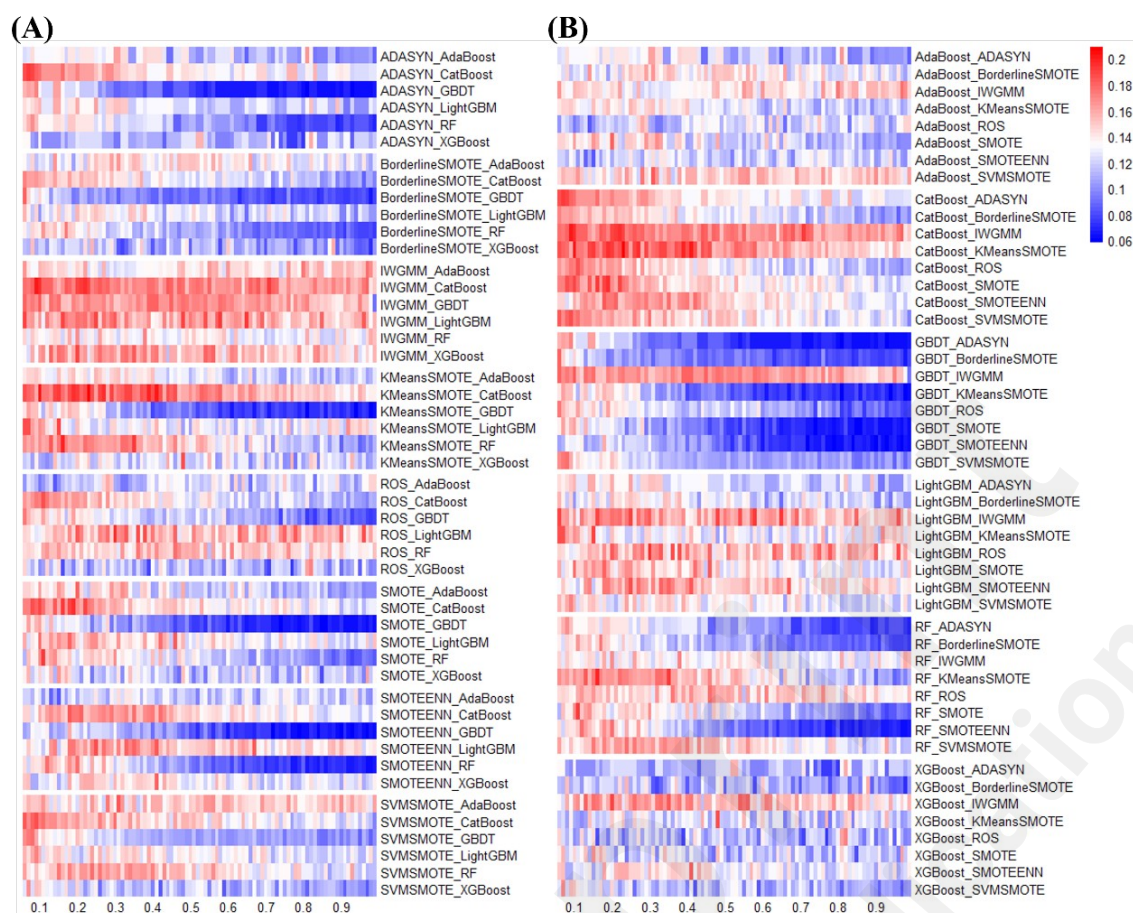 (A)
ADASYN_AdaBoost
ADASYN_CatBoost
ADASYN_GBDT
ADASYN_LightGBM
ADASYN_RF
ADASYN_XGBoost
BorderlineSMOTE_AdaBoost
BorderlineSMOTE_CatBoost
BorderlineSMOTE_GBDT
BorderlineSMOTE_LightGBM
BorderlineSMOTE_RF
BorderlineSMOTE_XGBoost
IWGMM_AdaBoost
IWGMM_CatBoost
IWGMM_GBDT
IWGMM_LightGBM
IWGMM_RF
IWGMM_XGBoost
KMeansSMOTE_AdaBoost
KMeansSMOTE_CatBoost
KMeansSMOTE_GBDT
KMeansSMOTE_LightGBM
KMeansSMOTE_RF
KMeansSMOTE_XGBoost
ROS_AdaBoost
ROS_CatBoost
ROS_GBDT
ROS_LightGBM
ROS_RF
ROS_XGBoost
SMOTE_AdaBoost
SMOTE_CatBoost
SMOTE_GBDT
SMOTE_LightGBM
SMOTE_RF
SMOTE_XGBoost
SMOTEENN_AdaBoost
SMOTEENN_CatBoost
SMOTEENN_GBDT
SMOTEENN_LightGBM
SMOTEENN_RF
SMOTEENN_XGBoost
SVMSMOTE_AdaBoost
SVMSMOTE_CatBoost
SVMSMOTE_GBDT
SVMSMOTE_LightGBM
SVMSMOTE_RF
SVMSMOTE_XGBoost
0.1 0.2 0.3 0.4 0.5 0.6 0.7 0.8 0.9
(B)
AdaBoost_ADASYN
AdaBoost_BorderlineSMOTE
AdaBoost_IWGMM
AdaBoost_KMeansSMOTE
AdaBoost_ROS
AdaBoost_SMOTE
AdaBoost_SMOTEENN
AdaBoost_SVMSMOTE
CatBoost_ADASYN
CatBoost_BorderlineSMOTE
CatBoost_IWGMM
CatBoost_KMeansSMOTE
CatBoost_ROS
CatBoost_SMOTE
CatBoost_SMOTEENN
CatBoost_SVMSMOTE
GBDT_ADASYN
GBDT_BorderlineSMOTE
GBDT_IWGMM
GBDT_KMeansSMOTE
GBDT_ROS
GBDT_SMOTE
GBDT_SMOTEENN
GBDT_SVMSMOTE
LightGBM_ADASYN
LightGBM_BorderlineSMOTE
LightGBM_IWGMM
LightGBM_KMeansSMOTE
LightGBM_ROS
LightGBM_SMOTE
LightGBM_SMOTEENN
LightGBM_SVMSMOTE
RF_ADASYN
RF_BorderlineSMOTE
RF_IWGMM
RF_KMeansSMOTE
RF_ROS
RF_SMOTE
RF_SMOTEENN
RF_SVMSMOTE
XGBoost_ADASYN
XGBoost_BorderlineSMOTE
XGBoost_IWGMM
XGBoost_KMeansSMOTE
XGBoost_ROS
XGBoost_SMOTE
XGBoost_SMOTEENN
XGBoost_SVMSMOTE
0.1 0.2 0.3 0.4 0.5 0.6 0.7 0.8 0.9
0.2
0.18
0.16
0.14
0.12
0.1
0.08
0.06